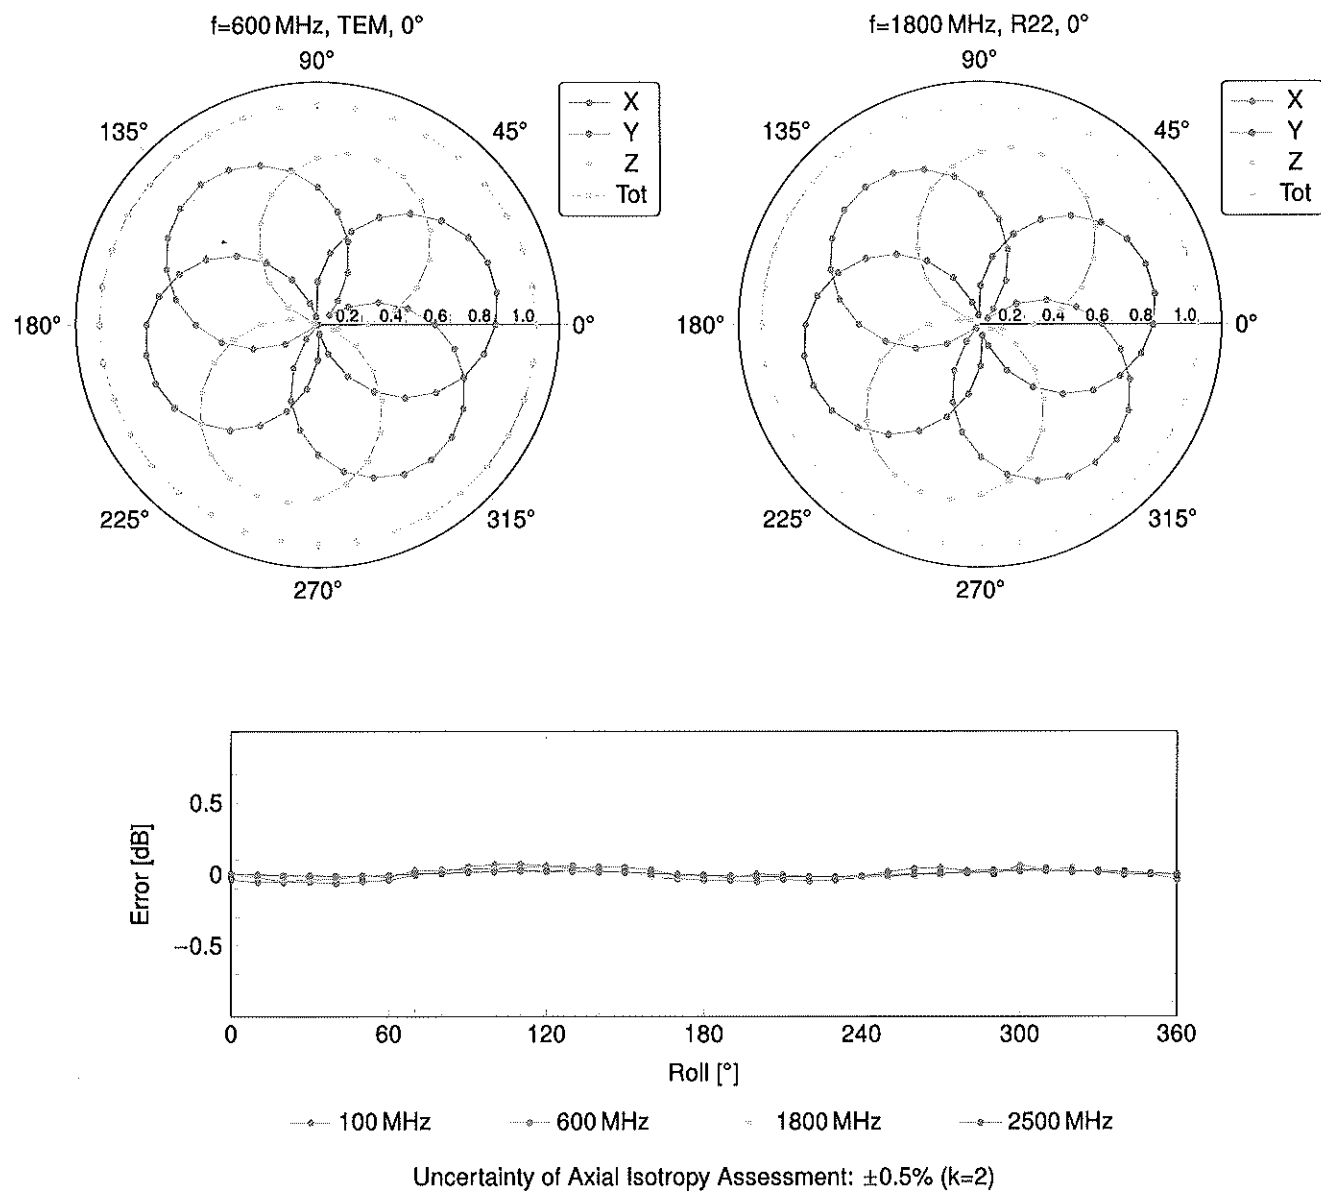 f=600 MHz, TEM, 0°
90°
135°
45°
180°
0°
225°
315°
270°
0.2 0.4 0.6 0.8 1.0
X
Y
Z
Tot
f=1800 MHz, R22, 0°
90°
135°
45°
180°
0°
225°
315°
270°
0.2 0.4 0.6 0.8 1.0
X
Y
Z
Tot
Error [dB]
0.5
0
−0.5
0 60 120 180 240 300 360
Roll [°]
100 MHz 600 MHz 1800 MHz 2500 MHz
Uncertainty of Axial Isotropy Assessment: ±0.5% (k=2)